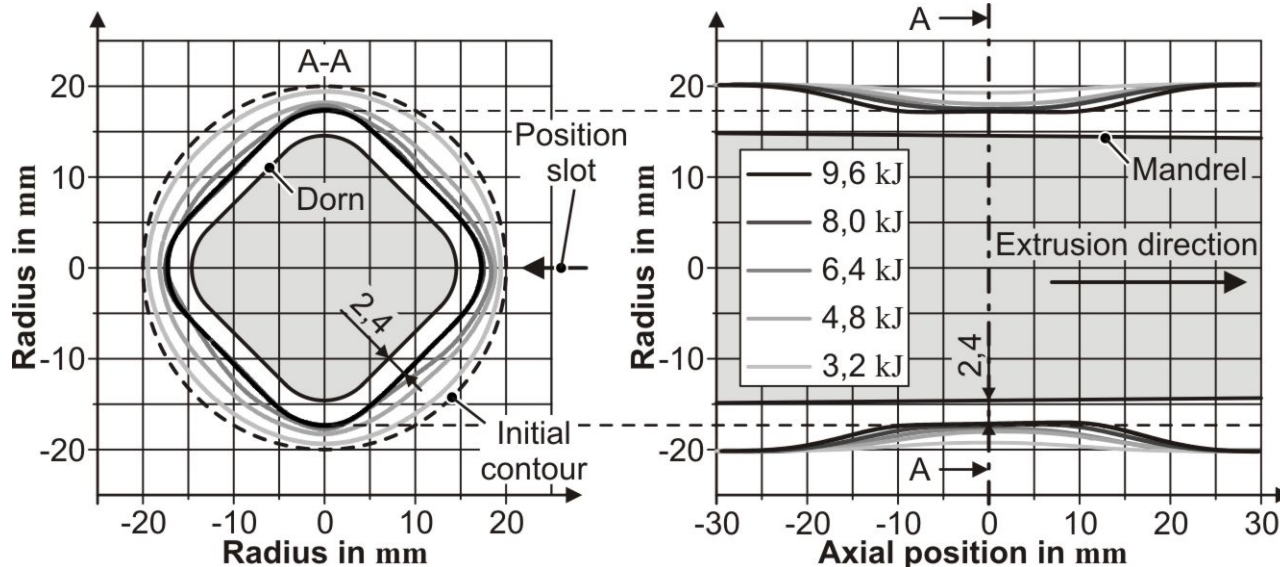 A-A
Radius in mm
20
10
0
-10
-20
-20
-10
0
10
20
Radius in mm
Dorn
2,4
Position
slot
Initial
contour
A
A
Radius in mm
20
10
0
-10
-20
-30
-20
-10
0
10
20
30
Axial position in mm
Mandrel
9,6 kJ
8,0 kJ
6,4 kJ
4,8 kJ
3,2 kJ
Extrusion direction
2,4